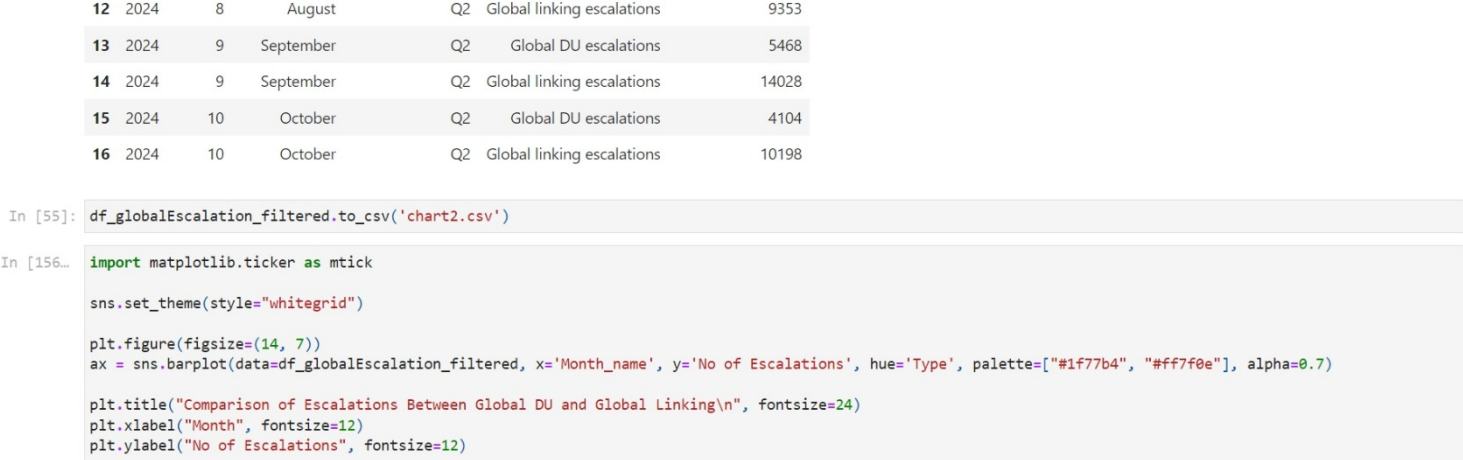 12 2024 8 August Q2 Global linking escalations 9353
13 2024 9 September Q2 Global DU escalations 5468
14 2024 9 September Q2 Global linking escalations 14028
15 2024 10 October Q2 Global DU escalations 4104
16 2024 10 October Q2 Global linking escalations 10198
In [55]: df_globalEscalation_filtered.to_csv('chart2.csv')
In [156… import matplotlib.ticker as mtick
sns.set_theme(style="whitegrid")
plt.figure(figsize=(14, 7))
ax = sns.barplot(data=df_globalEscalation_filtered, x='Month_name', y='No of Escalations', hue='Type', palette=["#1f77b4", "#ff7f0e"], alpha=0.7)
plt.title("Comparison of Escalations Between Global DU and Global Linking\n", fontsize=24)
plt.xlabel("Month", fontsize=12)
plt.ylabel("No of Escalations", fontsize=12)